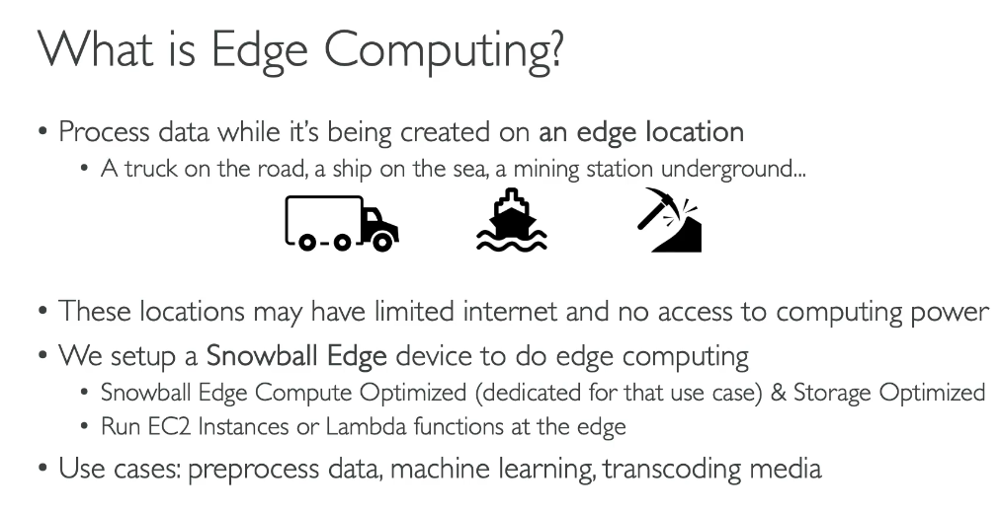 What is Edge Computing?
• Process data while it's being created on an edge location
• A truck on the road, a ship on the sea, a mining station underground...
• These locations may have limited internet and no access to computing power
• We setup a Snowball Edge device to do edge computing
• Snowball Edge Compute Optimized (dedicated for that use case) & Storage Optimized
• Run EC2 Instances or Lambda functions at the edge
• Use cases: preprocess data, machine learning, transcoding media